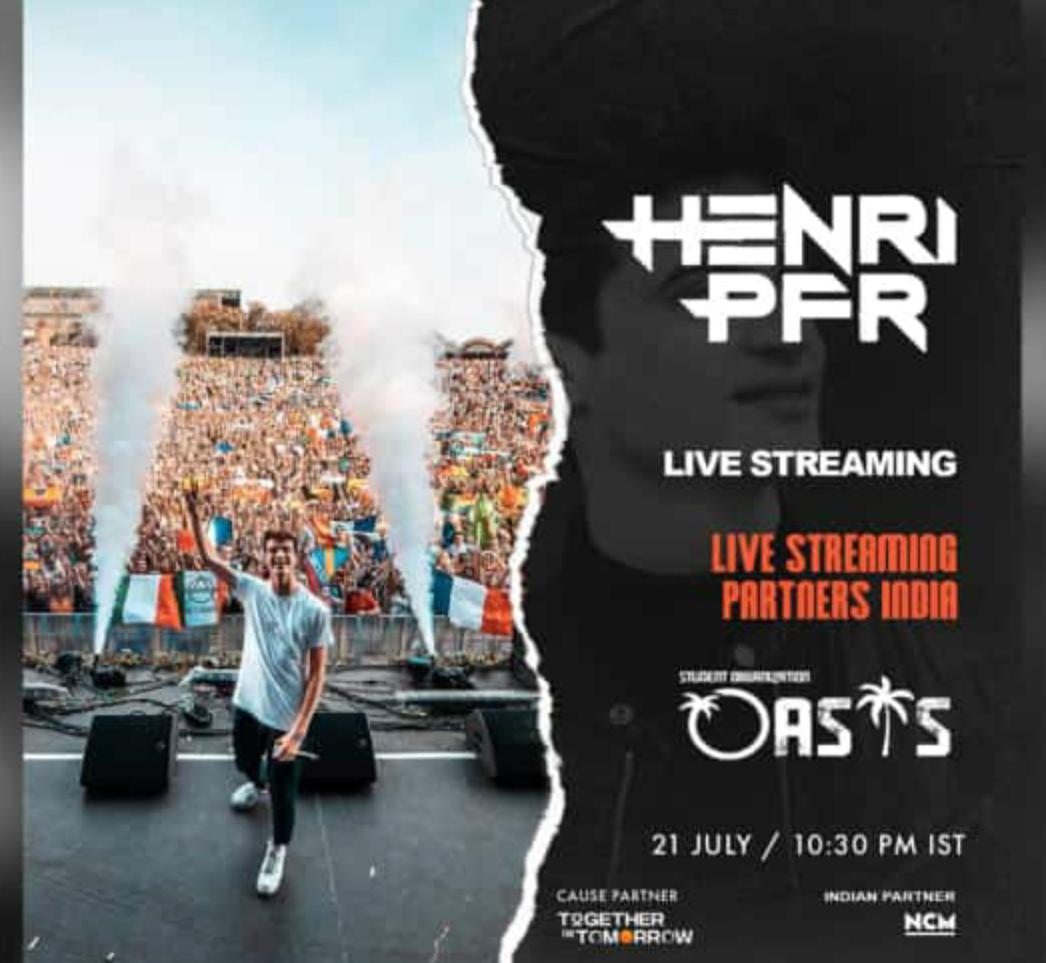 HENRI
PFR
LIVE STREAMING
LIVE STREAMING
PARTNERS INDIA
STUDENT ORGANIZATION
OASIS
21 JULY / 10:30 PM IST
CAUSE PARTNER
TOGETHER
FOR TOMORROW
INDIAN PARTNER
NCM